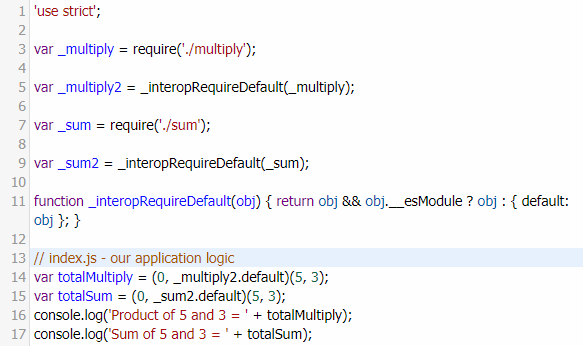 1 'use strict';
2
3 var _multiply = require('./multiply');
4
5 var _multiply2 = _interopRequireDefault(_multiply);
6
7 var _sum = require('./sum');
8
9 var _sum2 = _interopRequireDefault(_sum);
10
11 function _interopRequireDefault(obj) { return obj && obj.__esModule ? obj : { default:
obj }; }
12
13 // index.js - our application logic
14 var totalMultiply = (0, _multiply2.default)(5, 3);
15 var totalSum = (0, _sum2.default)(5, 3);
16 console.log('Product of 5 and 3 = ' + totalMultiply);
17 console.log('Sum of 5 and 3 = ' + totalSum);